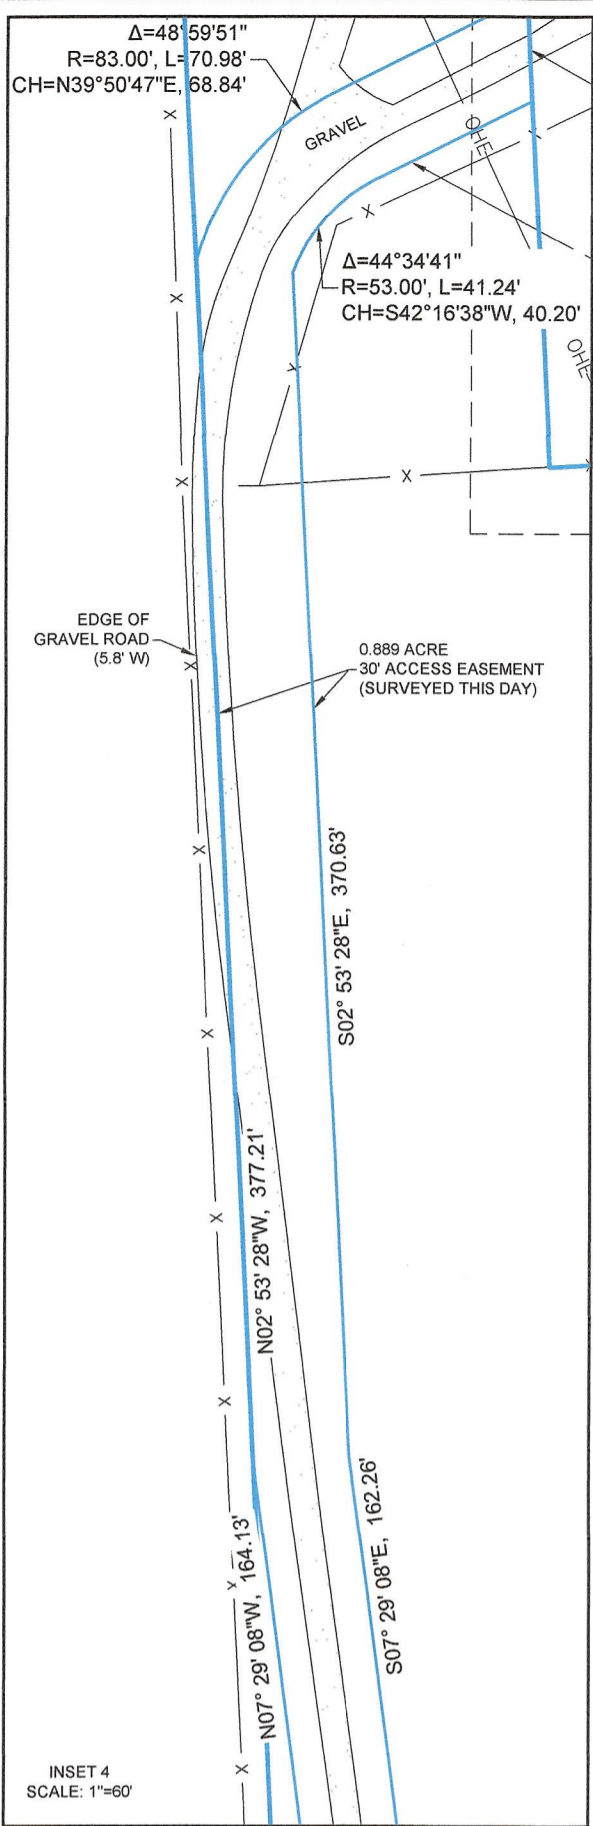 Δ=48°59'51"
R=83.00', L=70.98'
CH=N39°50'47"E, 68.84'
GRAVEL
OHE
X
X
X
Δ=44°34'41"
R=53.00', L=41.24'
CH=S42°16'38"W, 40.20'
X
X
OHE
X
X
EDGE OF
GRAVEL ROAD
(5.8' W)
X
0.889 ACRE
30' ACCESS EASEMENT
(SURVEYED THIS DAY)
X
S02° 53' 28"E, 370.63'
X
N02° 53' 28"W, 377.21'
X
X
S07° 29' 08"E, 162.26'
N07° 29' 08"W, 164.13'
X
X
INSET 4
SCALE: 1"=60'